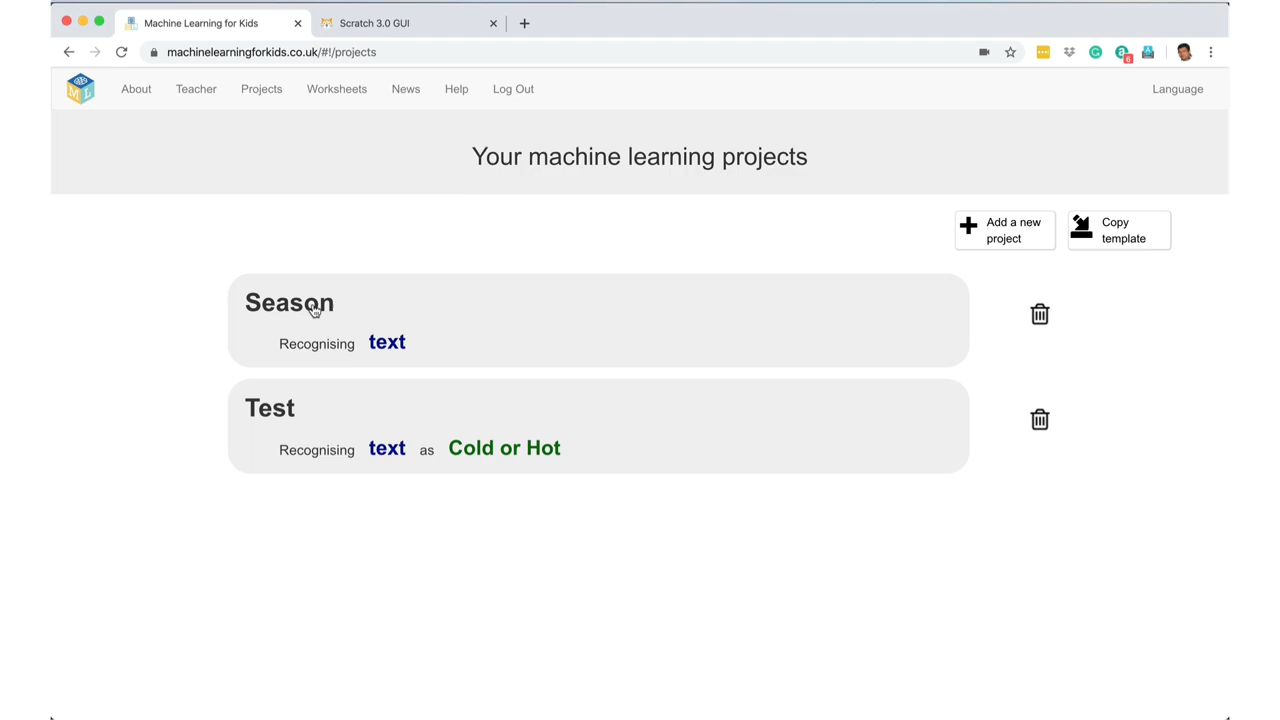 Machine Learning for Kids
Scratch 3.0 GUI
machinelearningforkids.co.uk/#!/projects
6
ML
About Teacher Projects Worksheets News Help Log Out Language
Your machine learning projects
Add a new
project
Copy
template
Season
Recognising text
Test
Recognising text as Cold or Hot